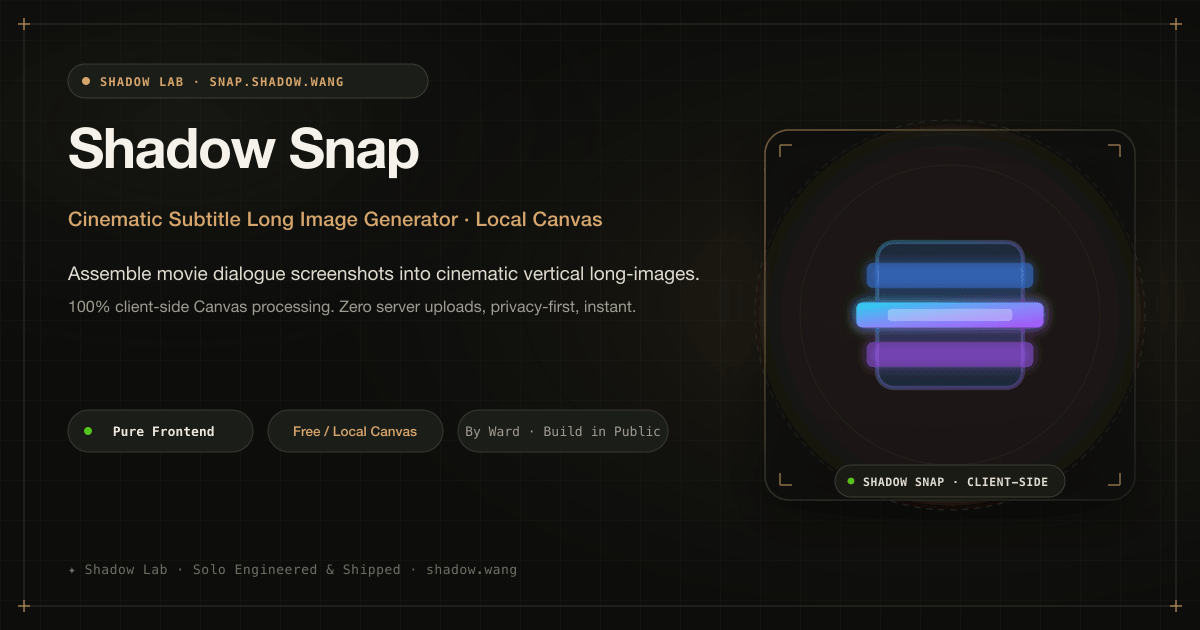 SHADOW LAB · SNAP.SHADOW.WANG
Shadow Snap
Cinematic Subtitle Long Image Generator · Local Canvas
Assemble movie dialogue screenshots into cinematic vertical long-images.
100% client-side Canvas processing. Zero server uploads, privacy-first, instant.
Pure Frontend
Free / Local Canvas
By Ward · Build in Public
SHADOW SNAP · CLIENT-SIDE
✦ Shadow Lab · Solo Engineered & Shipped · shadow.wang